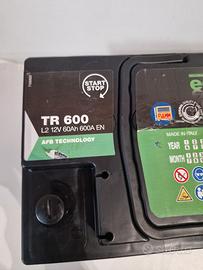 START
STOP
TR 600
L2 12V 60Ah 600A EN
AFB TECHNOLOGY
MADE IN ITALY
YEAR
MONTH